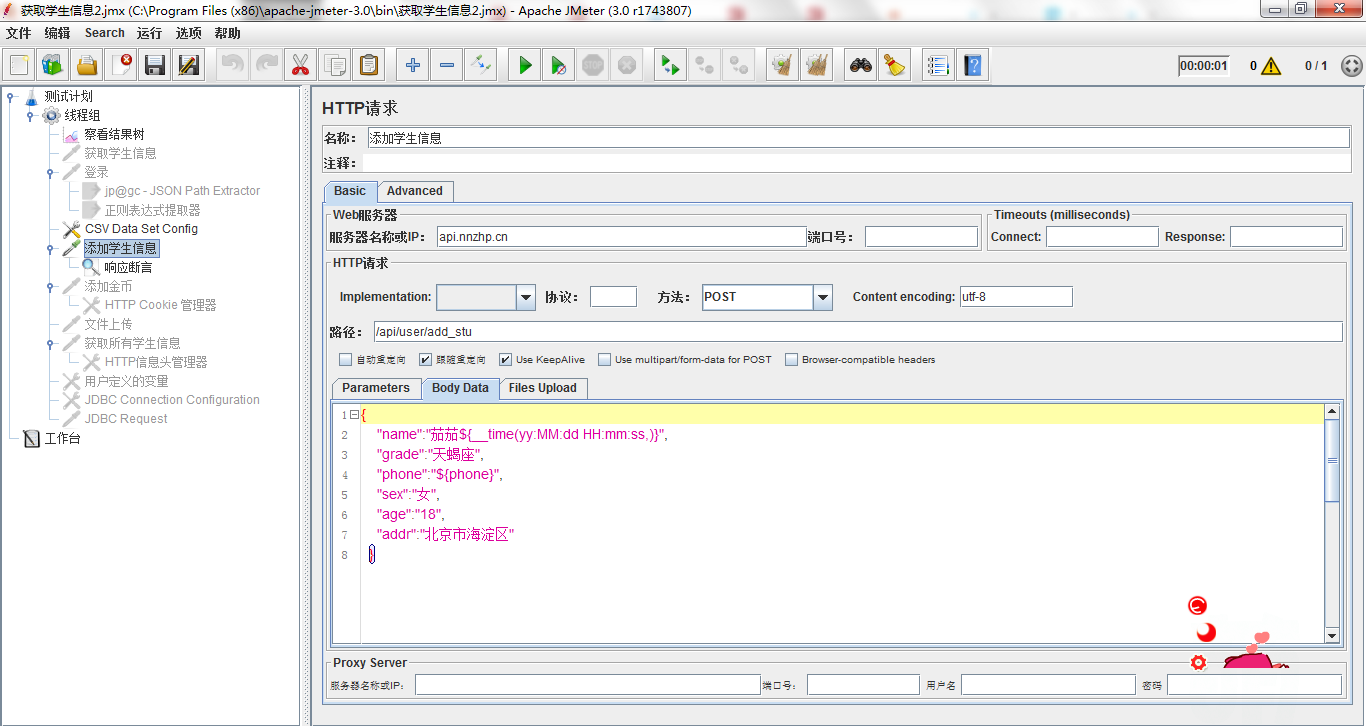 获取学生信息2.jmx (C:\Program Files (x86)\apache-jmeter-3.0\bin\获取学生信息2.jmx) - Apache JMeter (3.0 r1743807)
文件 编辑 Search 运行 选项 帮助
STOP
00:00:01 0 0 / 1
测试计划
线程组
察看结果树
获取学生信息
登录
jp@gc - JSON Path Extractor
正则表达式提取器
CSV Data Set Config
添加学生信息
响应断言
添加金币
HTTP Cookie 管理器
文件上传
获取所有学生信息
HTTP信息头管理器
用户定义的变量
JDBC Connection Configuration
JDBC Request
工作台
HTTP请求
名称： 添加学生信息
注释：
Basic Advanced
Web服务器
服务器名称或IP： api.nnzhp.cn 端口号：
Timeouts (milliseconds)
Connect: Response:
HTTP请求
Implementation: 协议： 方法： POST Content encoding: utf-8
路径： /api/user/add_stu
自动重定向 跟随重定向 Use KeepAlive Use multipart/form-data for POST Browser-compatible headers
Parameters Body Data Files Upload
1 {
2 "name":"茄茄${__time(yy:MM:dd HH:mm:ss,)}",
3 "grade":"天蝎座",
4 "phone":"${phone}",
5 "sex":"女",
6 "age":"18",
7 "addr":"北京市海淀区"
8 }
Proxy Server
服务器名称或IP： 端口号： 用户名 密码